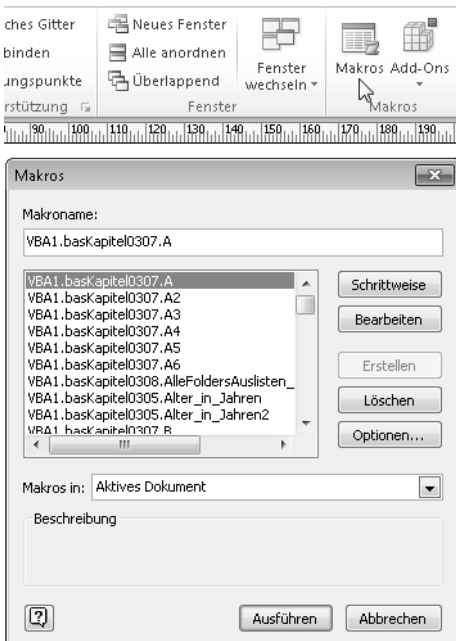 ches Gitter
Neues Fenster
binden
Alle anordnen
ungspunkte
Überlappend
Fenster
wechseln
Makros
Add-Ons
rstützung
Fenster
Makros
90 100 110 120 130 140 150 160 170 180 190
Makros
Makroname:
VBA1.basKapitel0307.A
VBA1.basKapitel0307.A
VBA1.basKapitel0307.A2
VBA1.basKapitel0307.A3
VBA1.basKapitel0307.A4
VBA1.basKapitel0307.A5
VBA1.basKapitel0307.A6
VBA1.basKapitel0308.AlleFoldersAuslisten_
VBA1.basKapitel0305.Alter_in_Jahren
VBA1.basKapitel0305.Alter_in_Jahren2
VBA1.basKapitel0307.B
Schrittweise
Bearbeiten
Erstellen
Löschen
Optionen...
Makros in: Aktives Dokument
Beschreibung
?
Ausführen
Abbrechen